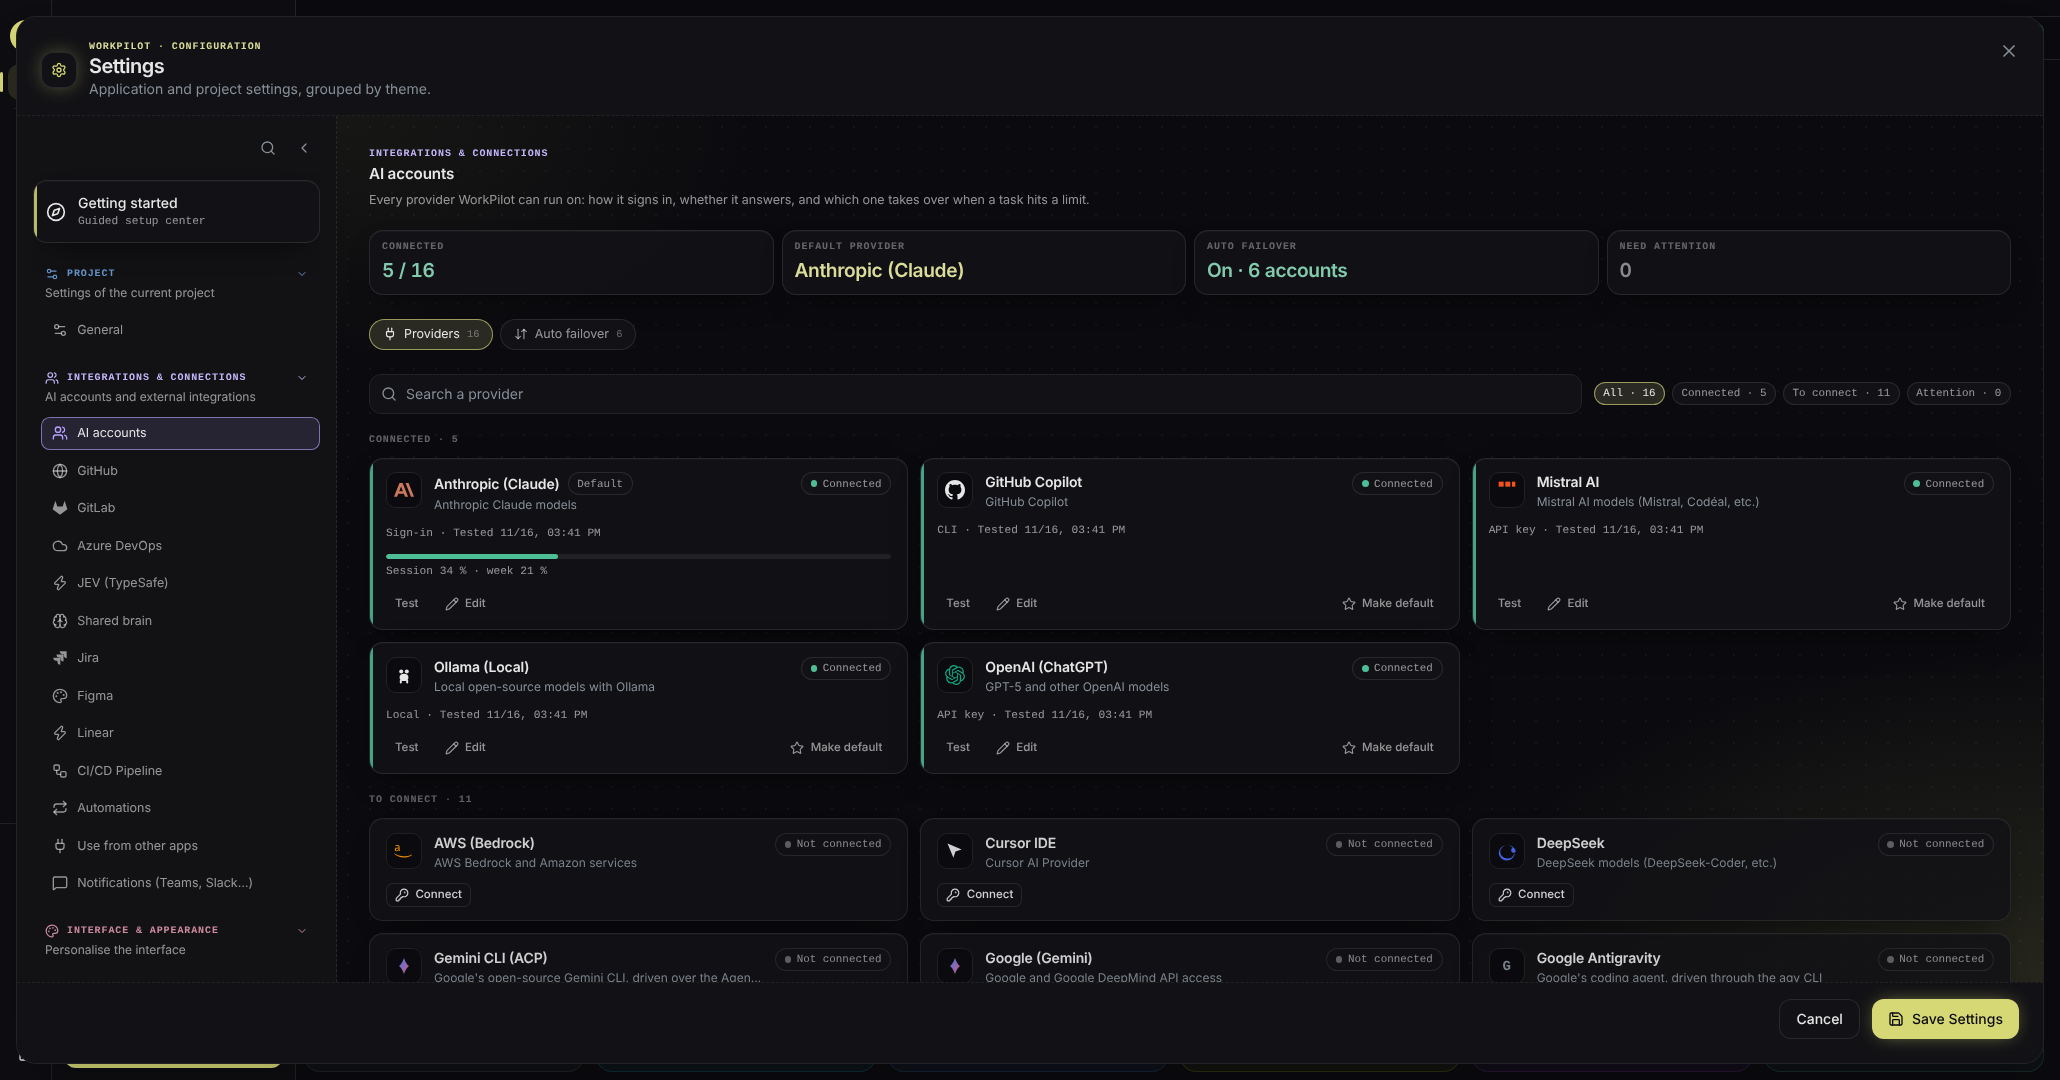 WORKPILOT · CONFIGURATION
Settings
Application and project settings, grouped by theme.
Getting started
Guided setup center
PROJECT
Settings of the current project
General
INTEGRATIONS & CONNECTIONS
AI accounts and external integrations
AI accounts
GitHub
GitLab
Azure DevOps
JEV (TypeSafe)
Shared brain
Jira
Figma
Linear
CI/CD Pipeline
Automations
Use from other apps
Notifications (Teams, Slack...)
INTERFACE & APPEARANCE
Personalise the interface
INTEGRATIONS & CONNECTIONS
AI accounts
Every provider WorkPilot can run on: how it signs in, whether it answers, and which one takes over when a task hits a limit.
CONNECTED
5 / 16
DEFAULT PROVIDER
Anthropic (Claude)
AUTO FAILOVER
On · 6 accounts
NEED ATTENTION
0
Providers 16
Auto failover 6
Search a provider
All · 16
Connected · 5
To connect · 11
Attention · 0
CONNECTED · 5
Anthropic (Claude) Default Connected
Anthropic Claude models
Sign-in · Tested 11/16, 03:41 PM
Session 34 % · week 21 %
Test Edit
GitHub Copilot Connected
GitHub Copilot
CLI · Tested 11/16, 03:41 PM
Test Edit Make default
Mistral AI Connected
Mistral AI models (Mistral, Codéal, etc.)
API key · Tested 11/16, 03:41 PM
Test Edit Make default
Ollama (Local) Connected
Local open-source models with Ollama
Local · Tested 11/16, 03:41 PM
Test Edit Make default
OpenAI (ChatGPT) Connected
GPT-5 and other OpenAI models
API key · Tested 11/16, 03:41 PM
Test Edit Make default
TO CONNECT · 11
AWS (Bedrock) Not connected
AWS Bedrock and Amazon services
Connect
Cursor IDE Not connected
Cursor AI Provider
Connect
DeepSeek Not connected
DeepSeek models (DeepSeek-Coder, etc.)
Connect
Gemini CLI (ACP) Not connected
Google's open-source Gemini CLI, driven over the Agen...
Google (Gemini) Not connected
Google and Google DeepMind API access
G
Google Antigravity Not connected
Google's coding agent, driven through the agy CLI
Cancel
Save Settings